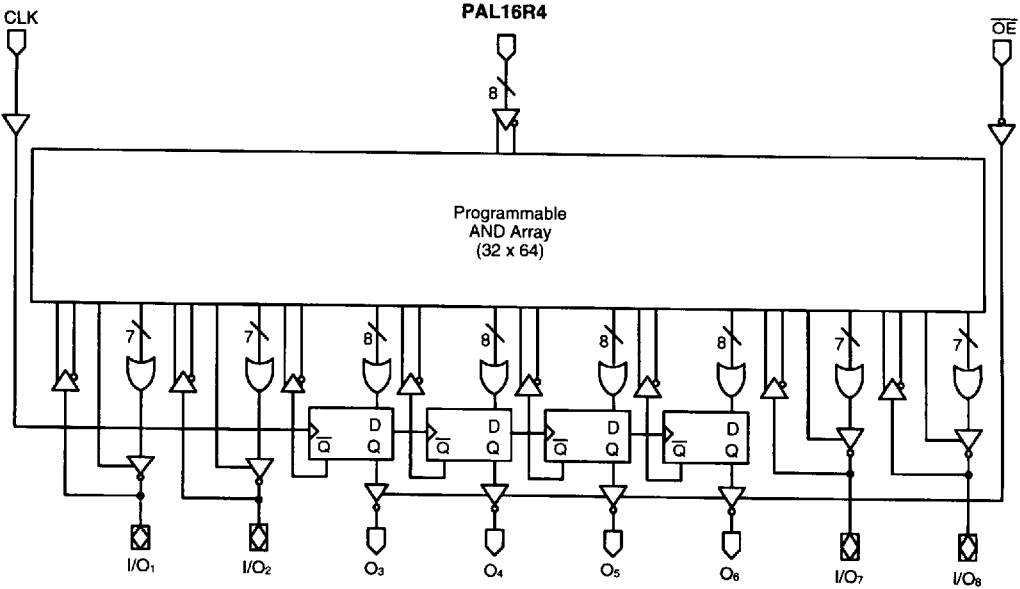 PAL16R4
CLK
OE
8
Programmable
AND Array
(32 x 64)
7 7 8 8 8 8 7 7
D D D D
Q Q Q Q Q Q Q Q
I/O1 I/O2 O3 O4 O5 O6 I/O7 I/O8